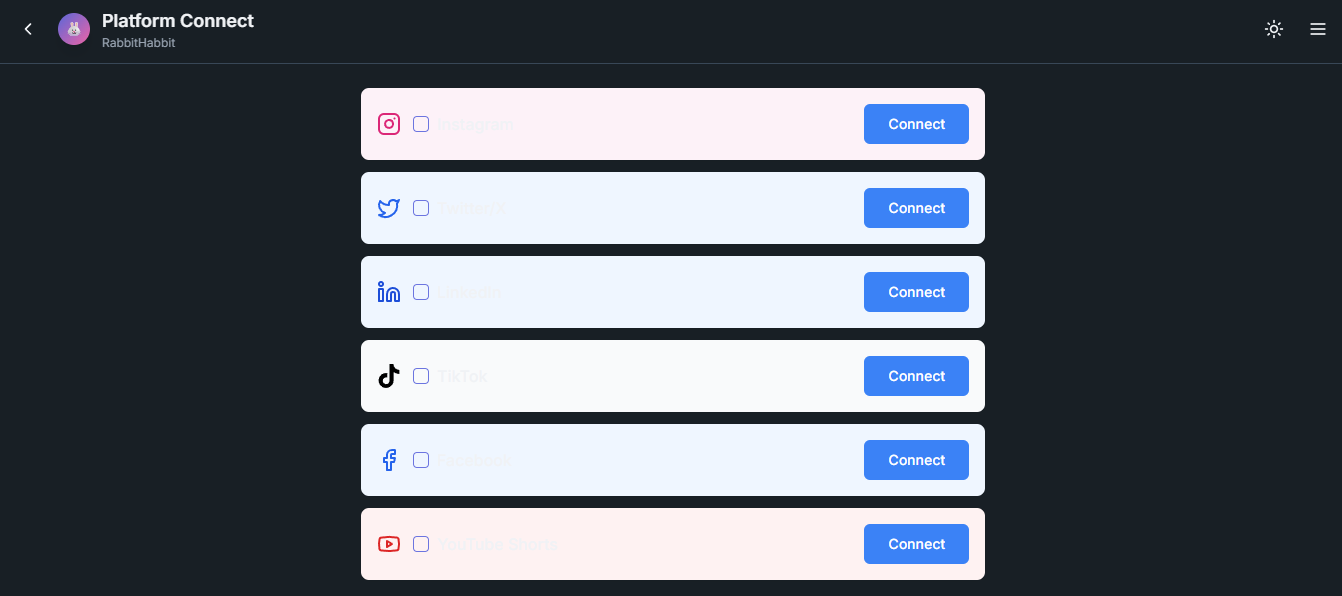 Platform Connect
RabbitHabbit
Instagram
Connect
Twitter/X
Connect
LinkedIn
Connect
TikTok
Connect
Facebook
Connect
YouTube Shorts
Connect